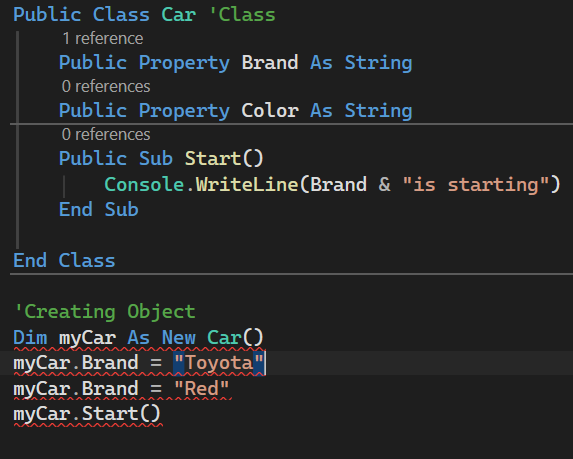 Public Class Car 'Class
1 reference
Public Property Brand As String
0 references
Public Property Color As String
0 references
Public Sub Start()
Console.WriteLine(Brand & "is starting")
End Sub
End Class
'Creating Object
Dim myCar As New Car()
myCar.Brand = "Toyota"
myCar.Brand = "Red"
myCar.Start()